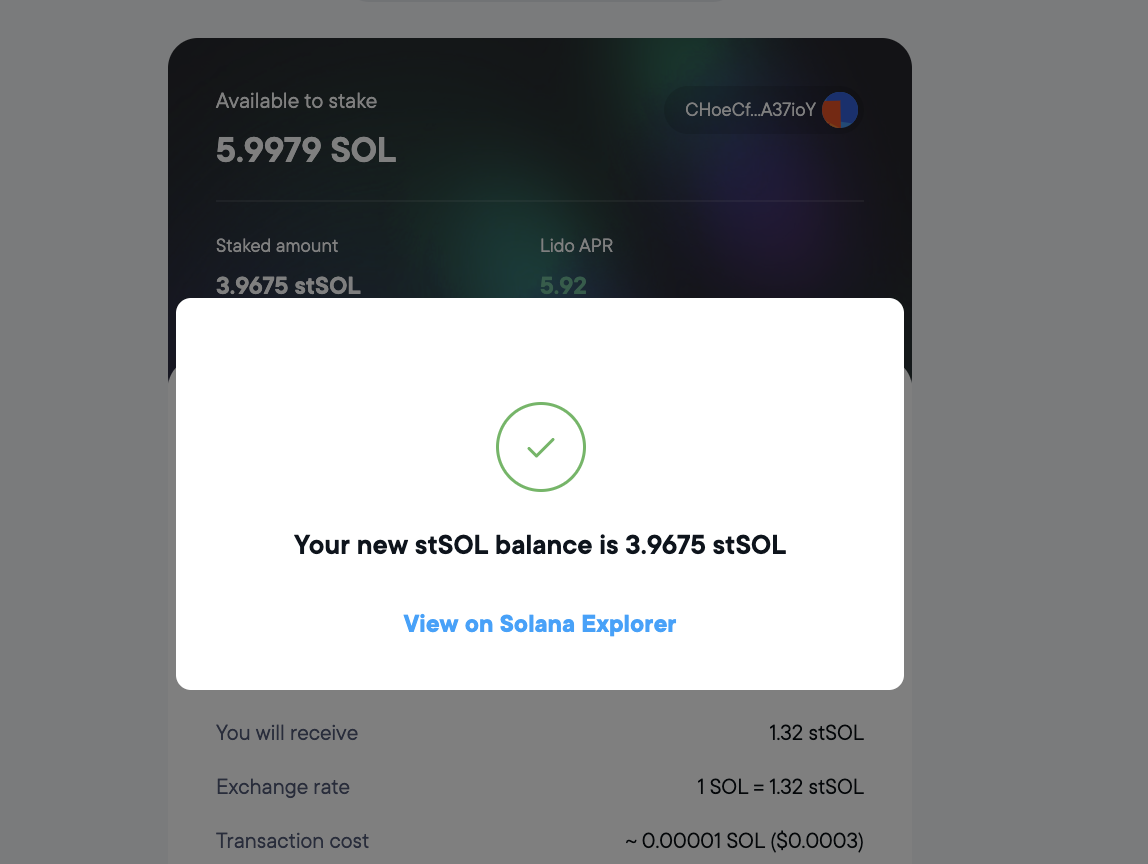 Available to stake
CHoeCf...A37ioY
5.9979 SOL
Staked amount
Lido APR
3.9675 stSOL
5.92
Your new stSOL balance is 3.9675 stSOL
View on Solana Explorer
You will receive
1.32 stSOL
Exchange rate
1 SOL = 1.32 stSOL
Transaction cost
~ 0.00001 SOL ($0.0003)